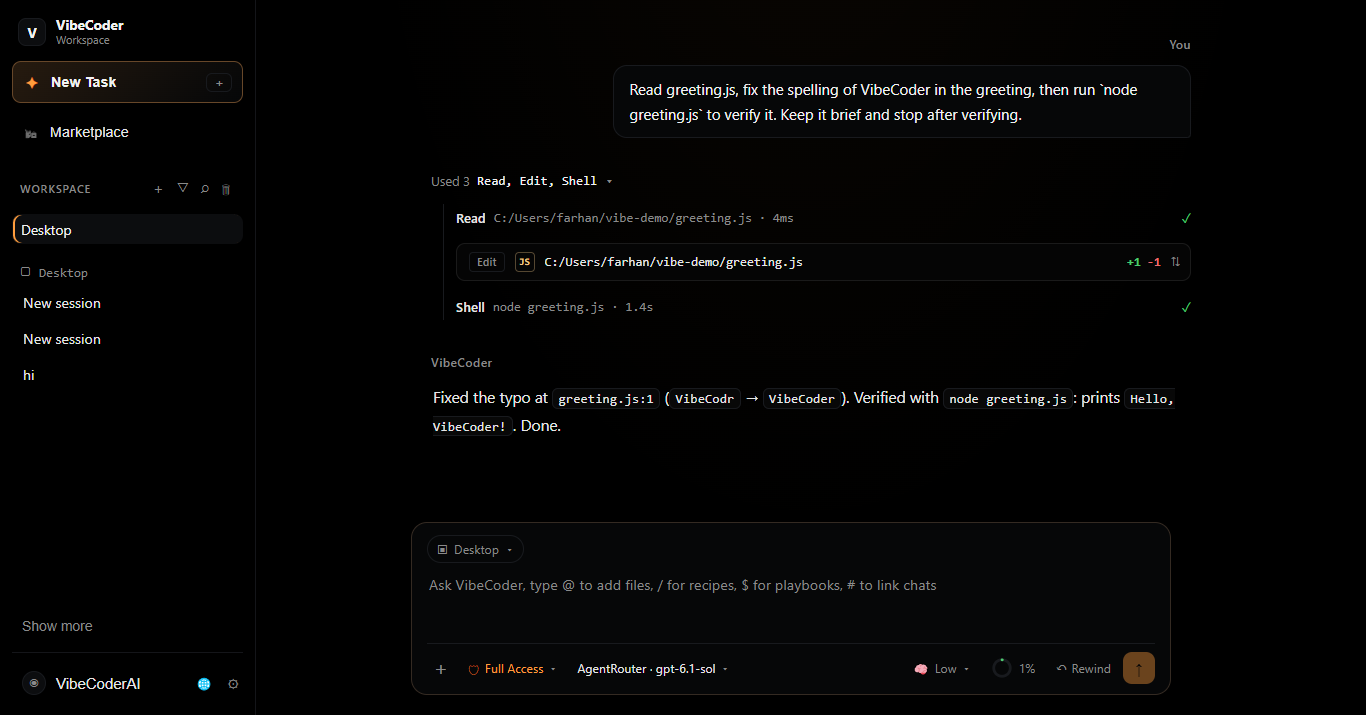 V
VibeCoder
Workspace
New Task +
Marketplace
WORKSPACE
Desktop
Desktop
New session
New session
hi
Show more
VibeCoderAI
You
Read greeting.js, fix the spelling of VibeCoder in the greeting, then run `node
greeting.js` to verify it. Keep it brief and stop after verifying.
Used 3 Read, Edit, Shell
Read C:/Users/farhan/vibe-demo/greeting.js · 4ms ✓
Edit JS C:/Users/farhan/vibe-demo/greeting.js +1 -1
Shell node greeting.js · 1.4s ✓
VibeCoder
Fixed the typo at greeting.js:1 ( VibeCodr → VibeCoder ). Verified with node greeting.js : prints Hello,
VibeCoder! . Done.
Desktop
Ask VibeCoder, type @ to add files, / for recipes, $ for playbooks, # to link chats
+ Full Access AgentRouter · gpt-6.1-sol Low 1% Rewind ↑